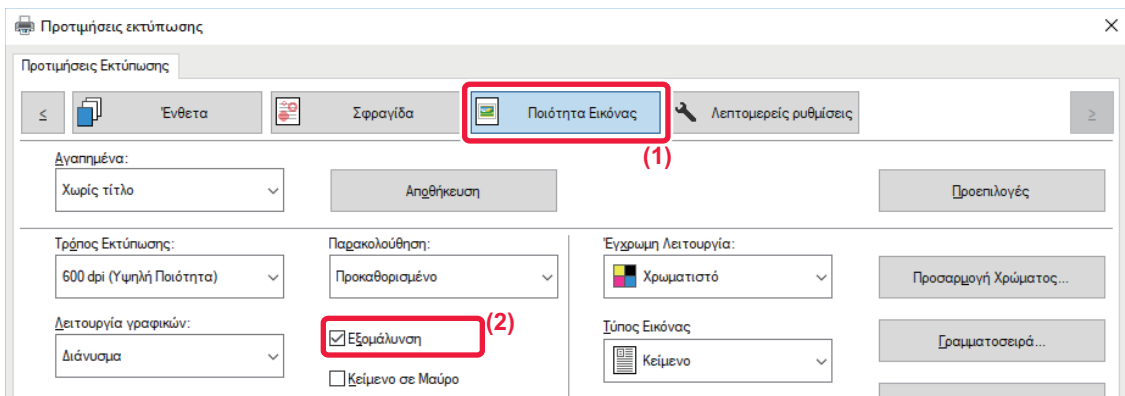 Προτιμήσεις εκτύπωσης
Προτιμήσεις Εκτύπωσης
≤ Ένθετα Σφραγίδα Ποιότητα Εικόνας Λεπτομερείς ρυθμίσεις ≥
(1)
Αγαπημένα:
Χωρίς τίτλο Αποθήκευση Προεπιλογές
Τρόπος Εκτύπωσης: Παρακολούθηση: Έγχρωμη Λειτουργία:
600 dpi (Υψηλή Ποιότητα) Προκαθορισμένο Χρωματιστό Προσαρμογή Χρώματος...
Λειτουργία γραφικών: (2) Τύπος Εικόνας
Διάνυσμα Εξομάλυνση Κείμενο Γραμματοσειρά...
Κείμενο σε Μαύρο